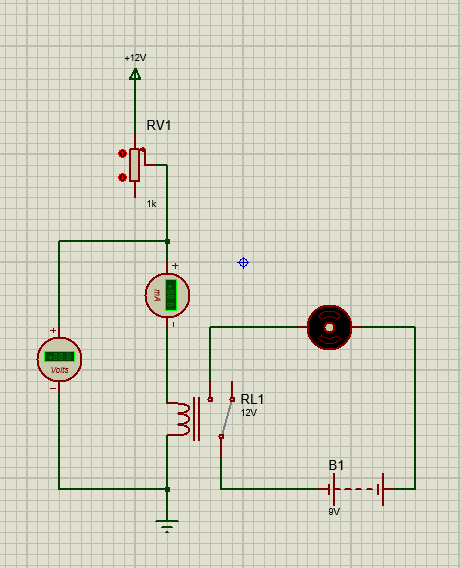 +12V
RV1
1k
+
mA
−
+
Volts
−
RL1
12V
B1
9V